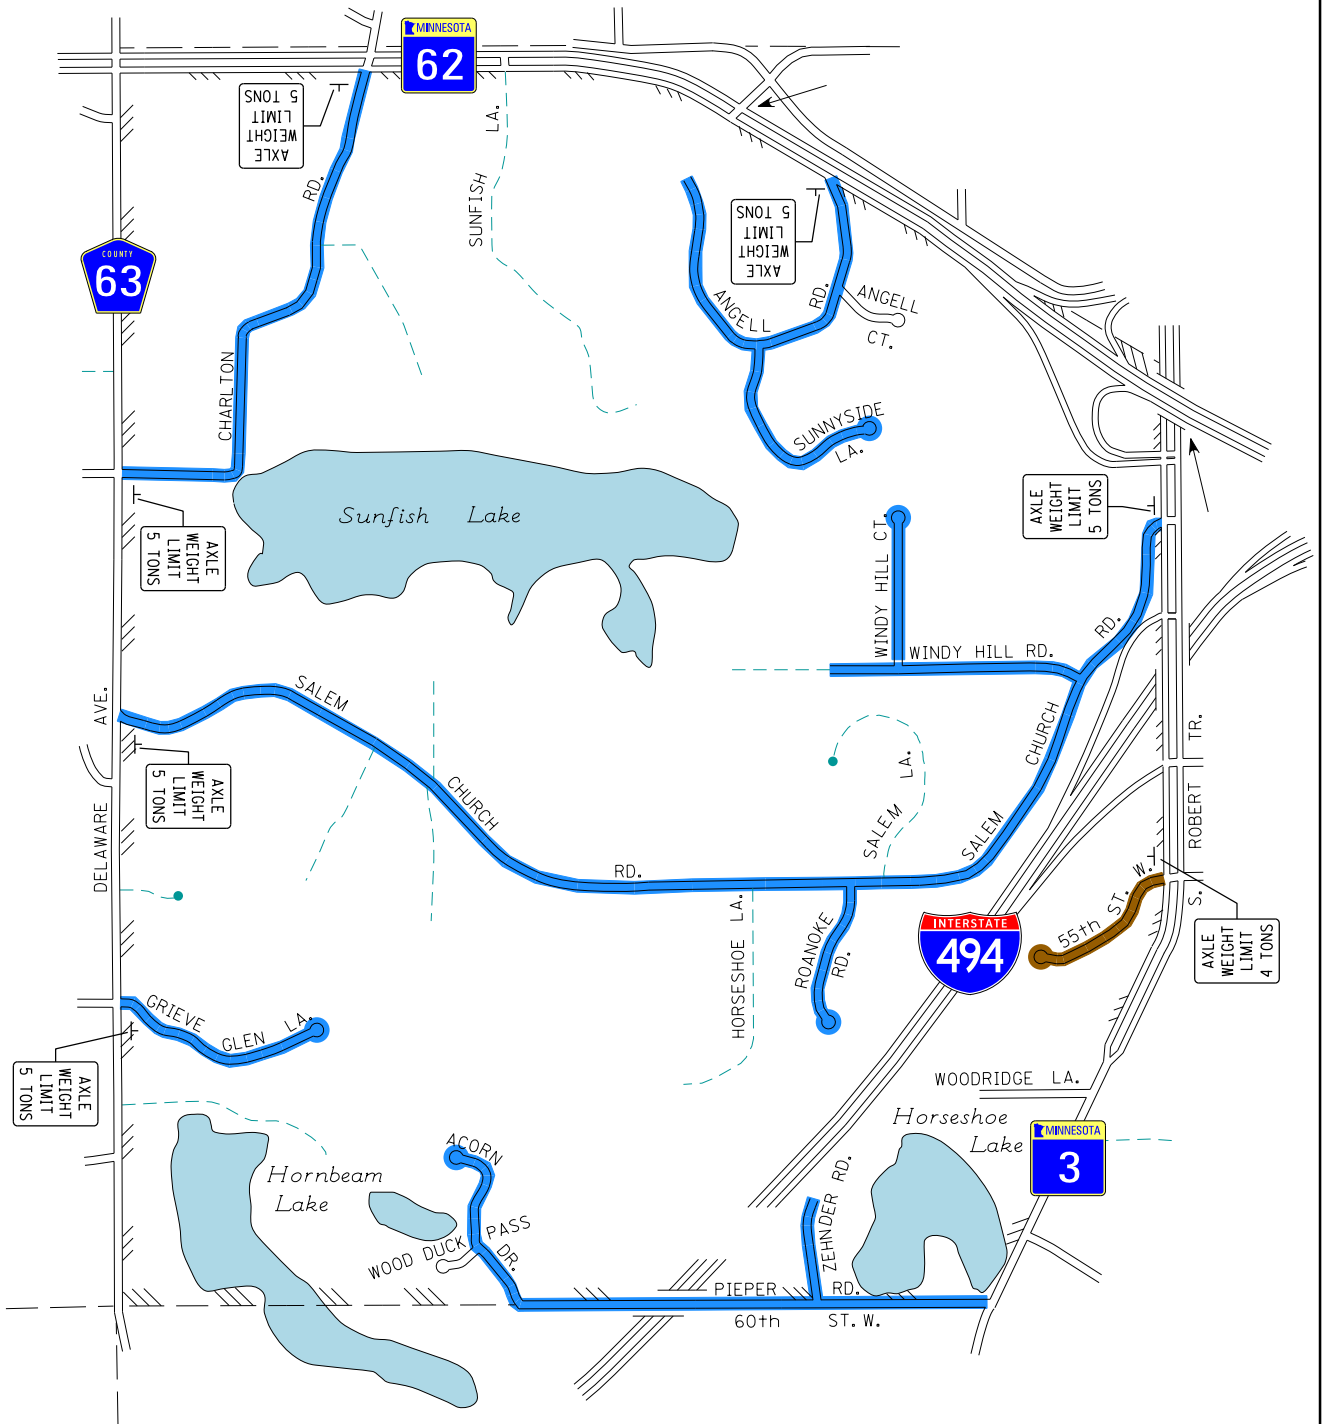 MINNESOTA
62
AXLE
WEIGHT
LIMIT
5 TONS
RD.
SUNFISH
LA.
AXLE
WEIGHT
LIMIT
5 TONS
COUNTY
63
ANGELL
RD.
ANGELL
CT.
CHARLTON
SUNNYSIDE
LA.
Sunfish Lake
AXLE
WEIGHT
LIMIT
5 TONS
AXLE
WEIGHT
LIMIT
5 TONS
WINDY HILL CT.
WINDY HILL RD.
RD.
AVE.
SALEM
CHURCH
TR.
AXLE
WEIGHT
LIMIT
5 TONS
LA.
DELAWARE
CHURCH
SALEM
SALEM
ROBERT
RD.
S.
HORSESHOE LA.
ROANOKE
RD.
INTERSTATE
494
55th ST. W.
AXLE
WEIGHT
LIMIT
4 TONS
GRIEVE
GLEN LA.
AXLE
WEIGHT
LIMIT
5 TONS
WOODRIDGE LA.
Horseshoe
Lake
MINNESOTA
3
ACORN
Hornbeam
Lake
WOOD DUCK PASS
DR.
ZEHNDER RD.
PIEPER RD.
60th ST. W.